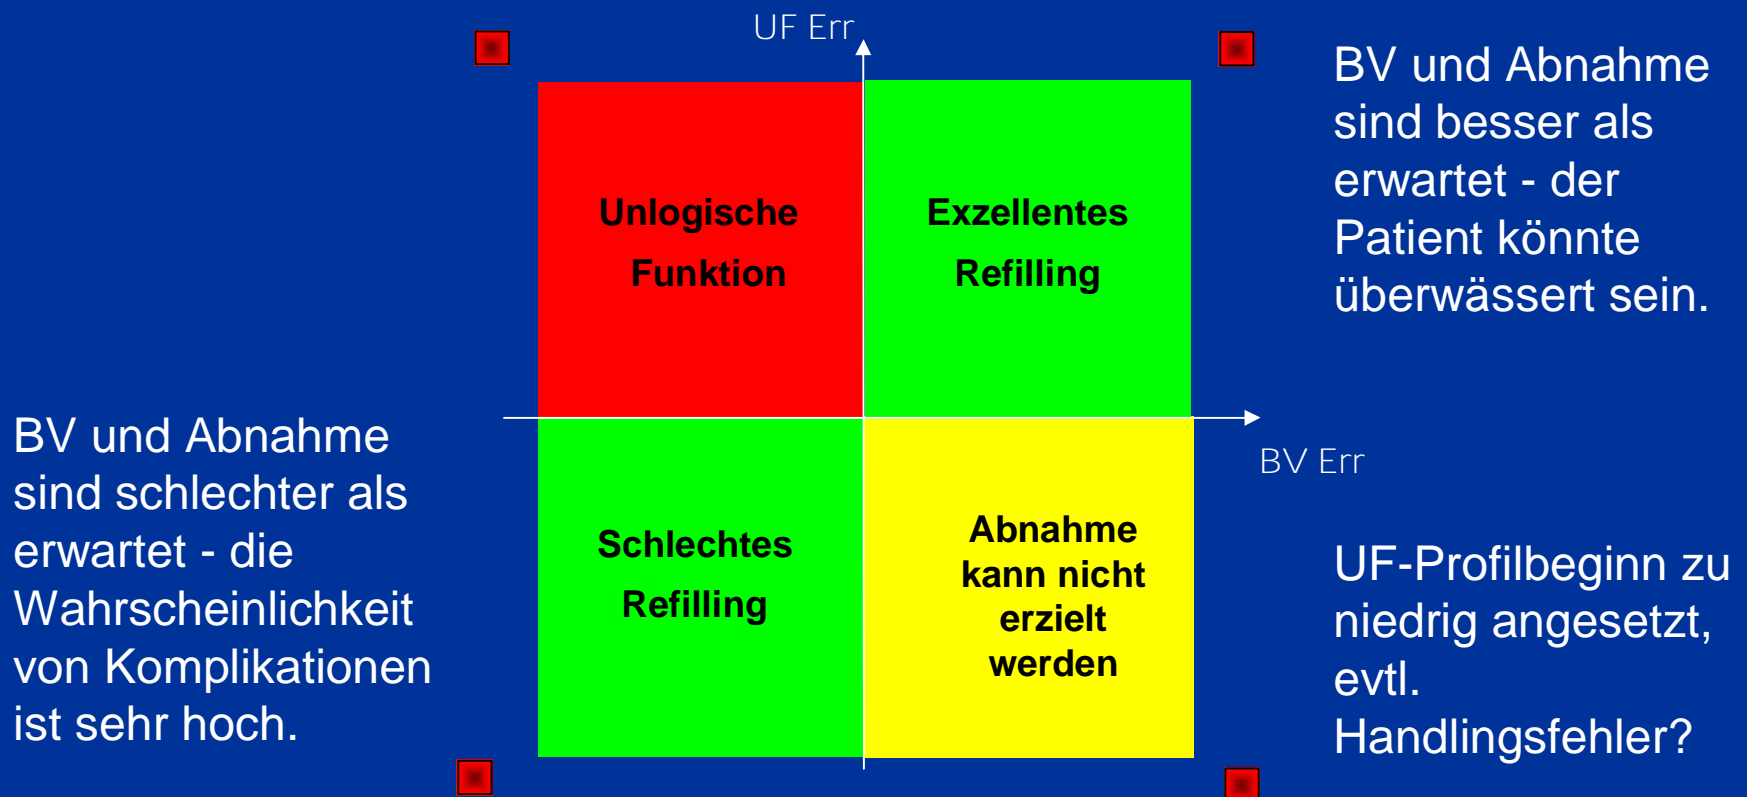 UF Err
BV und Abnahme
sind besser als
erwartet - der
Patient könnte
überwässert sein.
Unlogische
Funktion
Exzellentes
Refilling
BV und Abnahme
sind schlechter als
erwartet - die
Wahrscheinlichkeit
von Komplikationen
ist sehr hoch.
BV Err
Schlechtes
Refilling
Abnahme
kann nicht
erzielt
werden
UF-Profilbeginn zu
niedrig angesetzt,
evtl.
Handlingsfehler?